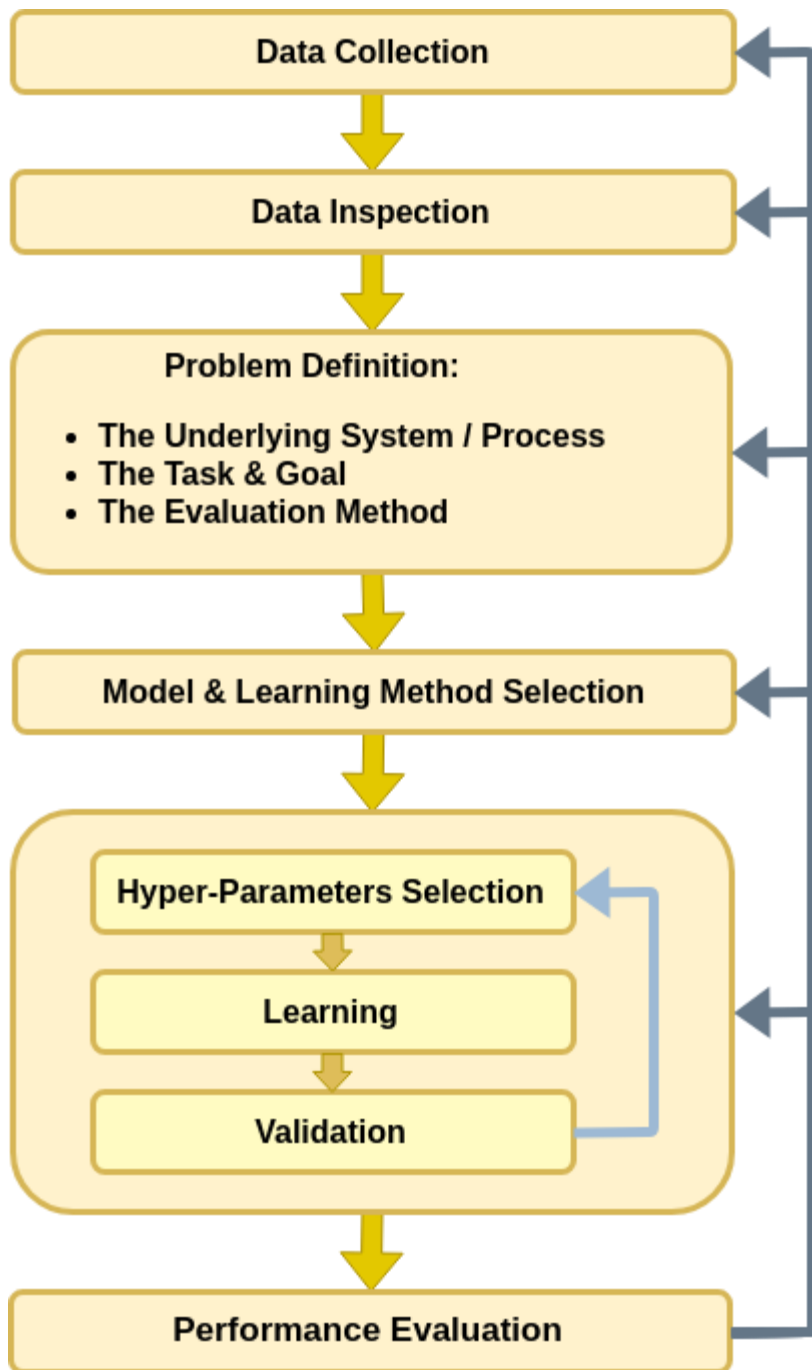 Data Collection
Data Inspection
Problem Definition:
• The Underlying System / Process
• The Task & Goal
• The Evaluation Method
Model & Learning Method Selection
Hyper-Parameters Selection
Learning
Validation
Performance Evaluation